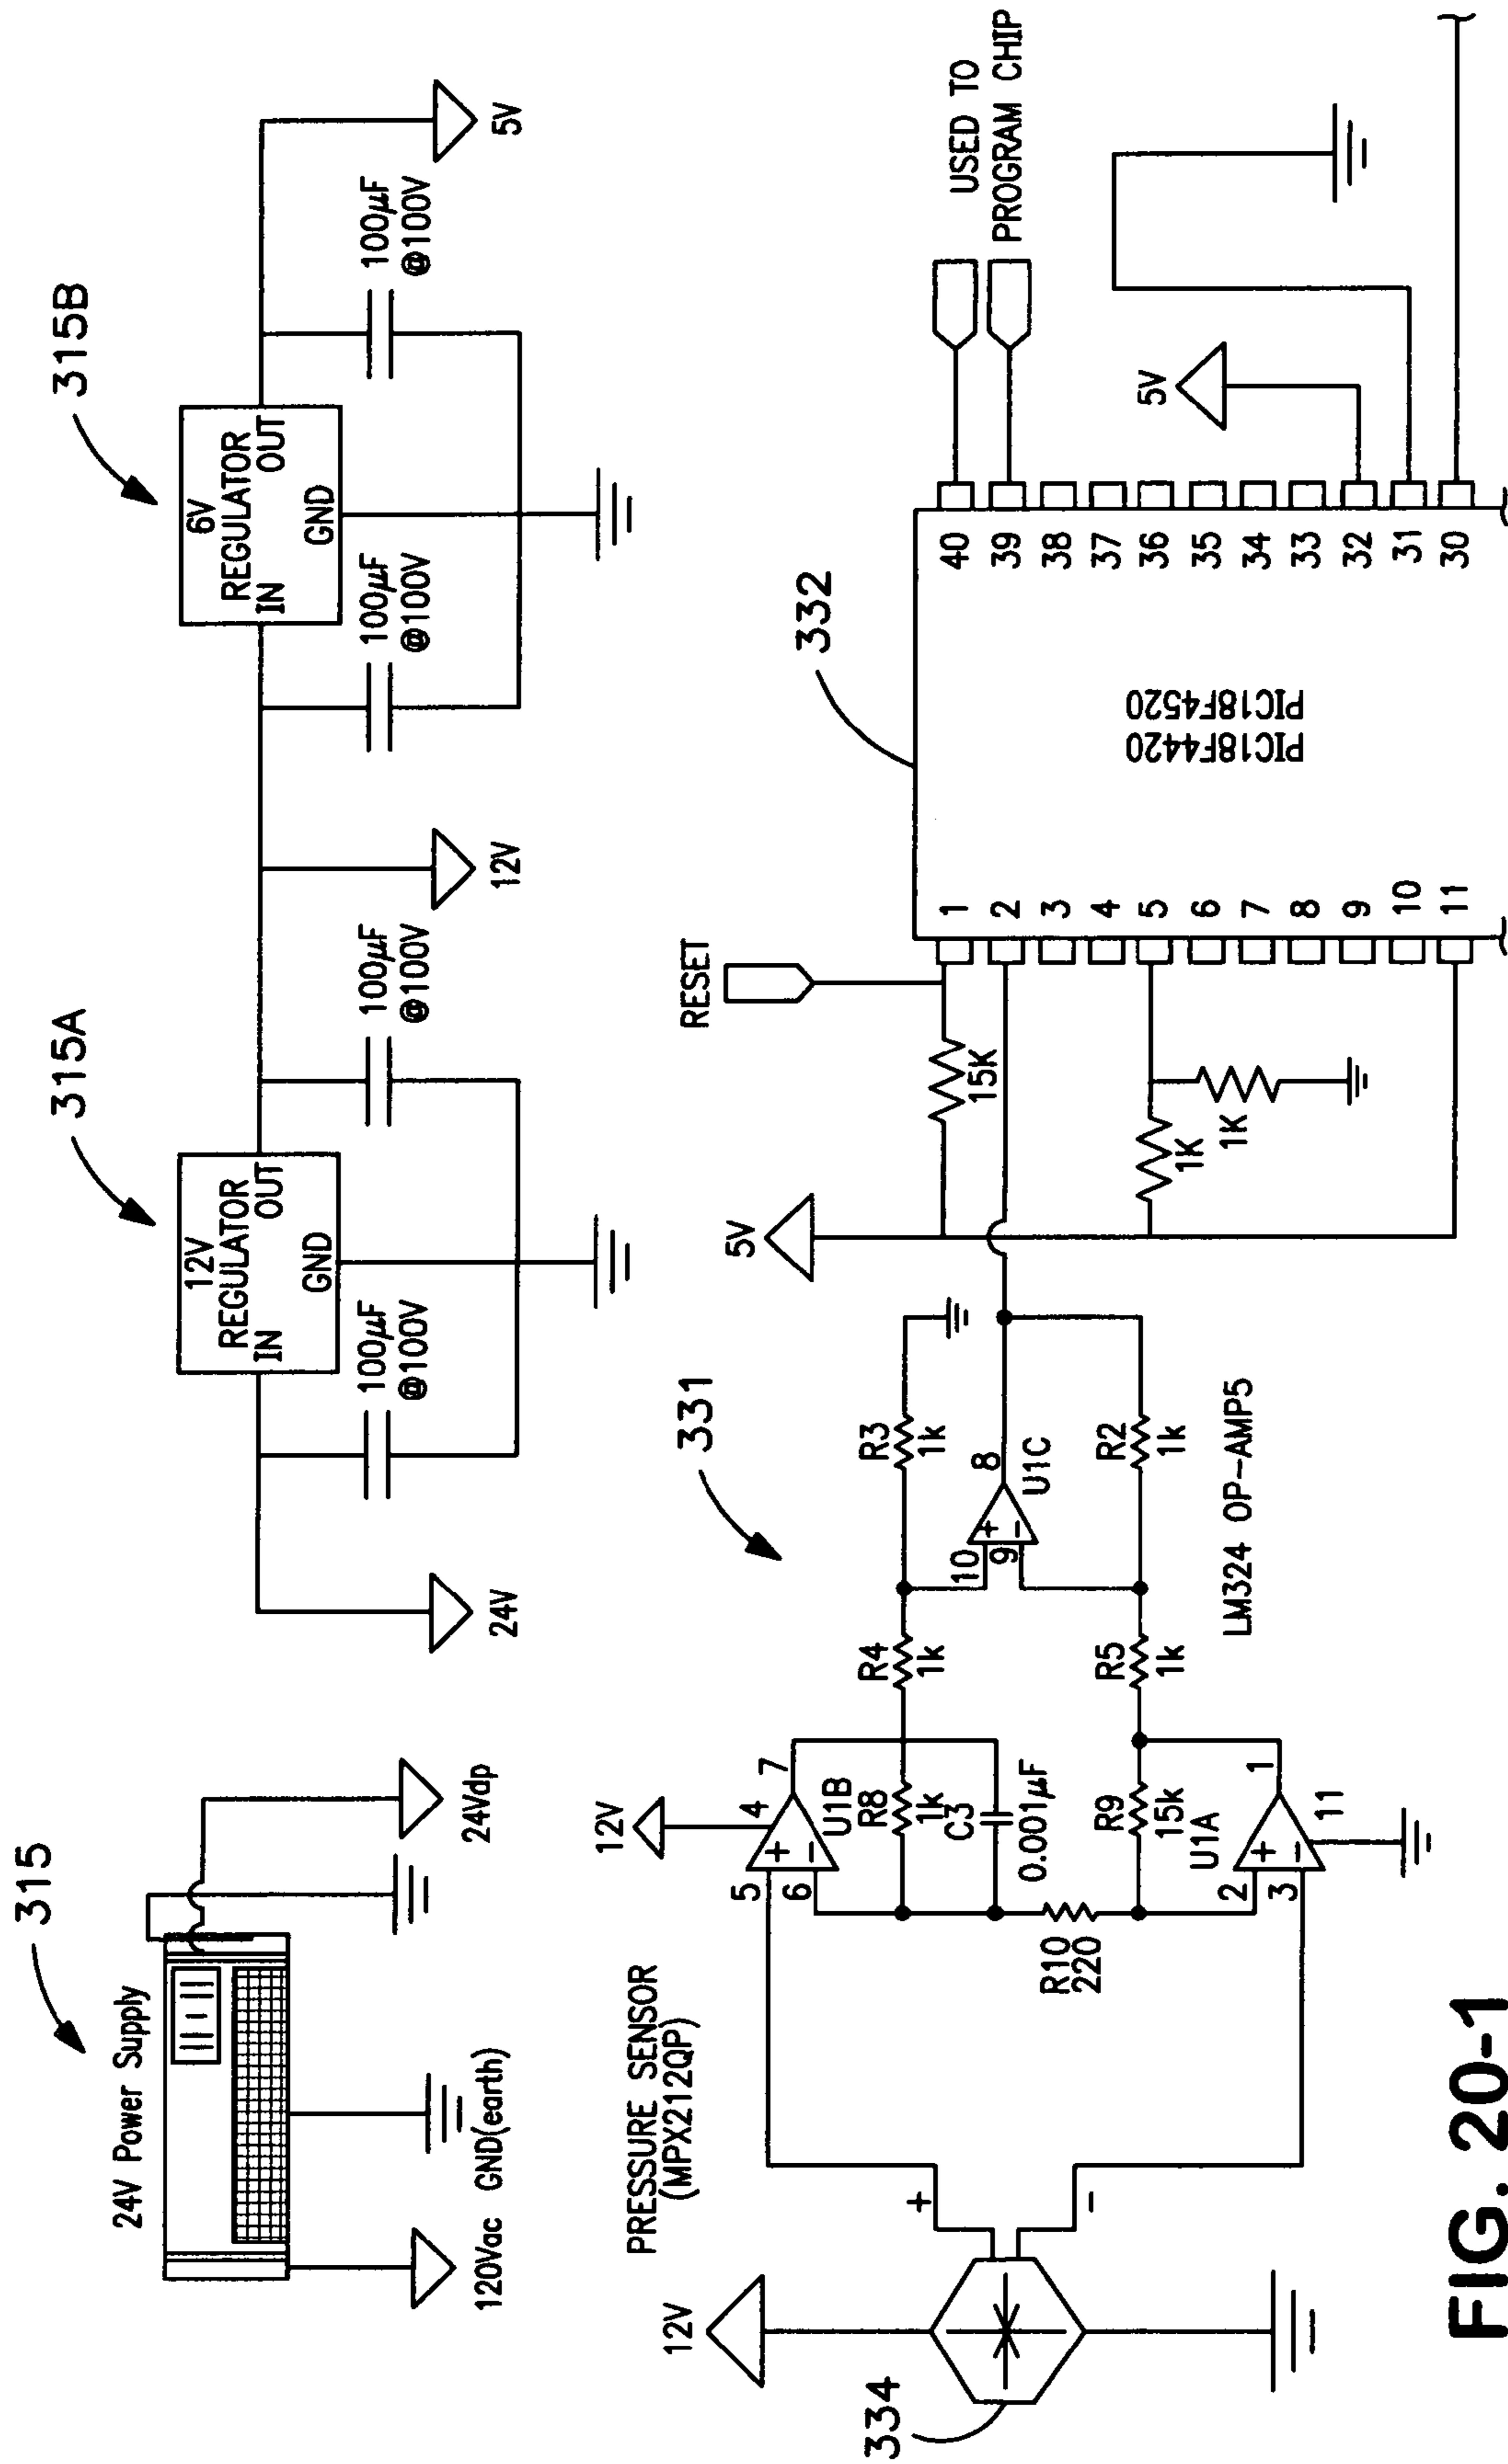 315
24V Power Supply
120Vac
GND(earth)
24Vdp
315A
12V
REGULATOR
IN
OUT
GND
100µF
@100V
100µF
@100V
24V
12V
315B
6V
REGULATOR
IN
OUT
GND
100µF
@100V
100µF
@100V
5V
334
12V
PRESSURE SENSOR
(MPX212QP)
+
−
331
12V
5
6
+
−
4
7
U1B
R8
1k
C3
0.001µF
R10
220
R9
15k
U1A
2
3
+
−
1
11
R4
1k
R5
1k
R3
1k
10
9
+
−
8
U1C
R2
1k
LM324 OP-AMP5
5V
RESET
15K
1K
1K
332
1
2
3
4
5
6
7
8
9
10
11
PIC18F4420
PIC18F4520
40
39
38
37
36
35
34
33
32
31
30
USED TO
PROGRAM CHIP
5V
FIG. 20-1